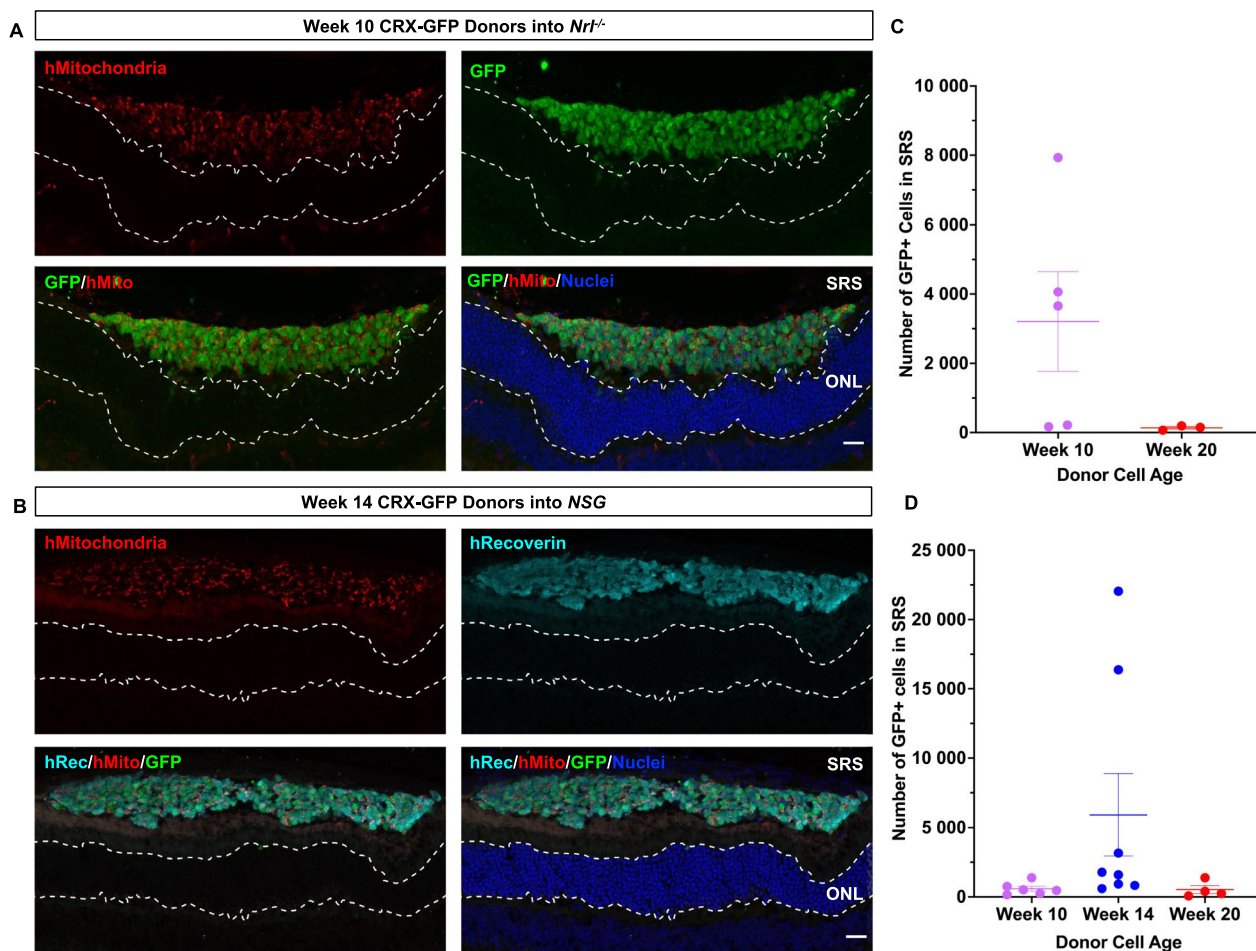 A
Week 10 CRX-GFP Donors into Nrl-/-
hMitochondria
GFP
GFP/hMito
GFP/hMito/Nuclei
SRS
ONL
B
Week 14 CRX-GFP Donors into NSG
hMitochondria
hRecoverin
hRec/hMito/GFP
hRec/hMito/GFP/Nuclei
SRS
ONL
C
Number of GFP+ Cells in SRS
10 000
8 000
6 000
4 000
2 000
0
Week 10
Week 20
Donor Cell Age
D
Number of GFP+ cells in SRS
25 000
20 000
15 000
10 000
5 000
0
Week 10
Week 14
Week 20
Donor Cell Age